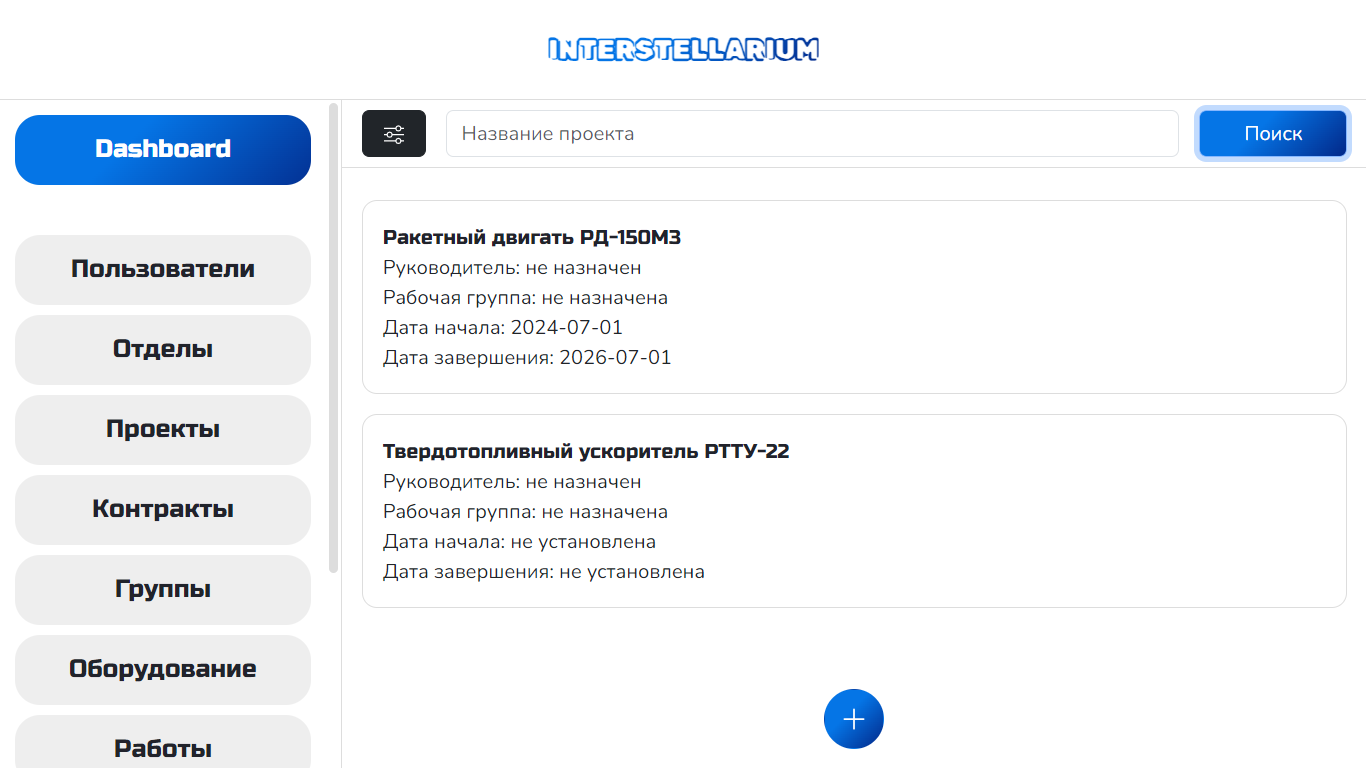 INTERSTELLARIUM
Dashboard
Пользователи
Отделы
Проекты
Контракты
Группы
Оборудование
Работы
Название проекта
Поиск
Ракетный двигать РД-150М3
Руководитель: не назначен
Рабочая группа: не назначена
Дата начала: 2024-07-01
Дата завершения: 2026-07-01
Твердотопливный ускоритель РТТУ-22
Руководитель: не назначен
Рабочая группа: не назначена
Дата начала: не установлена
Дата завершения: не установлена